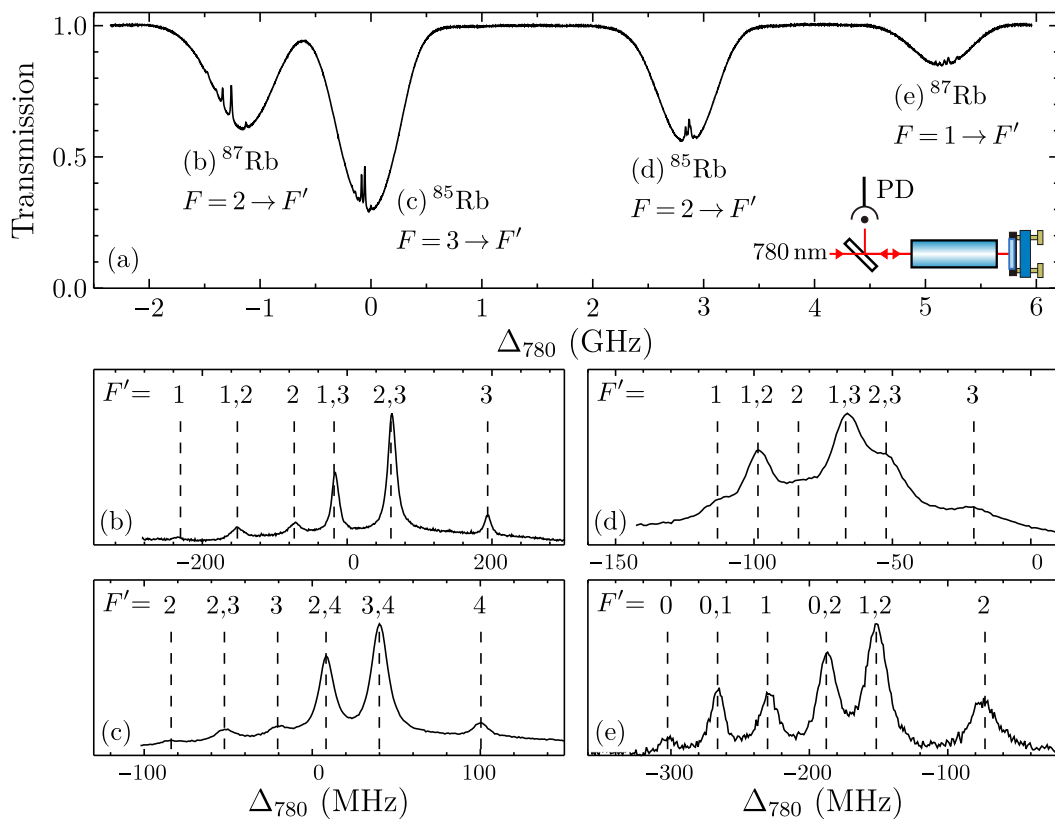 1.0
0.5
0.0
Transmission
(a)
(b) ⁸⁷Rb
F = 2 → F′
(c) ⁸⁵Rb
F = 3 → F′
(d) ⁸⁵Rb
F = 2 → F′
(e) ⁸⁷Rb
F = 1 → F′
PD
780 nm
−2 −1 0 1 2 3 4 5 6
Δ₇₈₀ (GHz)
F′ = 1 1,2 2 1,3 2,3 3
(b)
−200 0 200
F′ = 1 1,2 2 1,3 2,3 3
(d)
−150 −100 −50 0
F′ = 2 2,3 3 2,4 3,4 4
(c)
−100 0 100
Δ₇₈₀ (MHz)
F′ = 0 0,1 1 0,2 1,2 2
(e)
−300 −200 −100
Δ₇₈₀ (MHz)